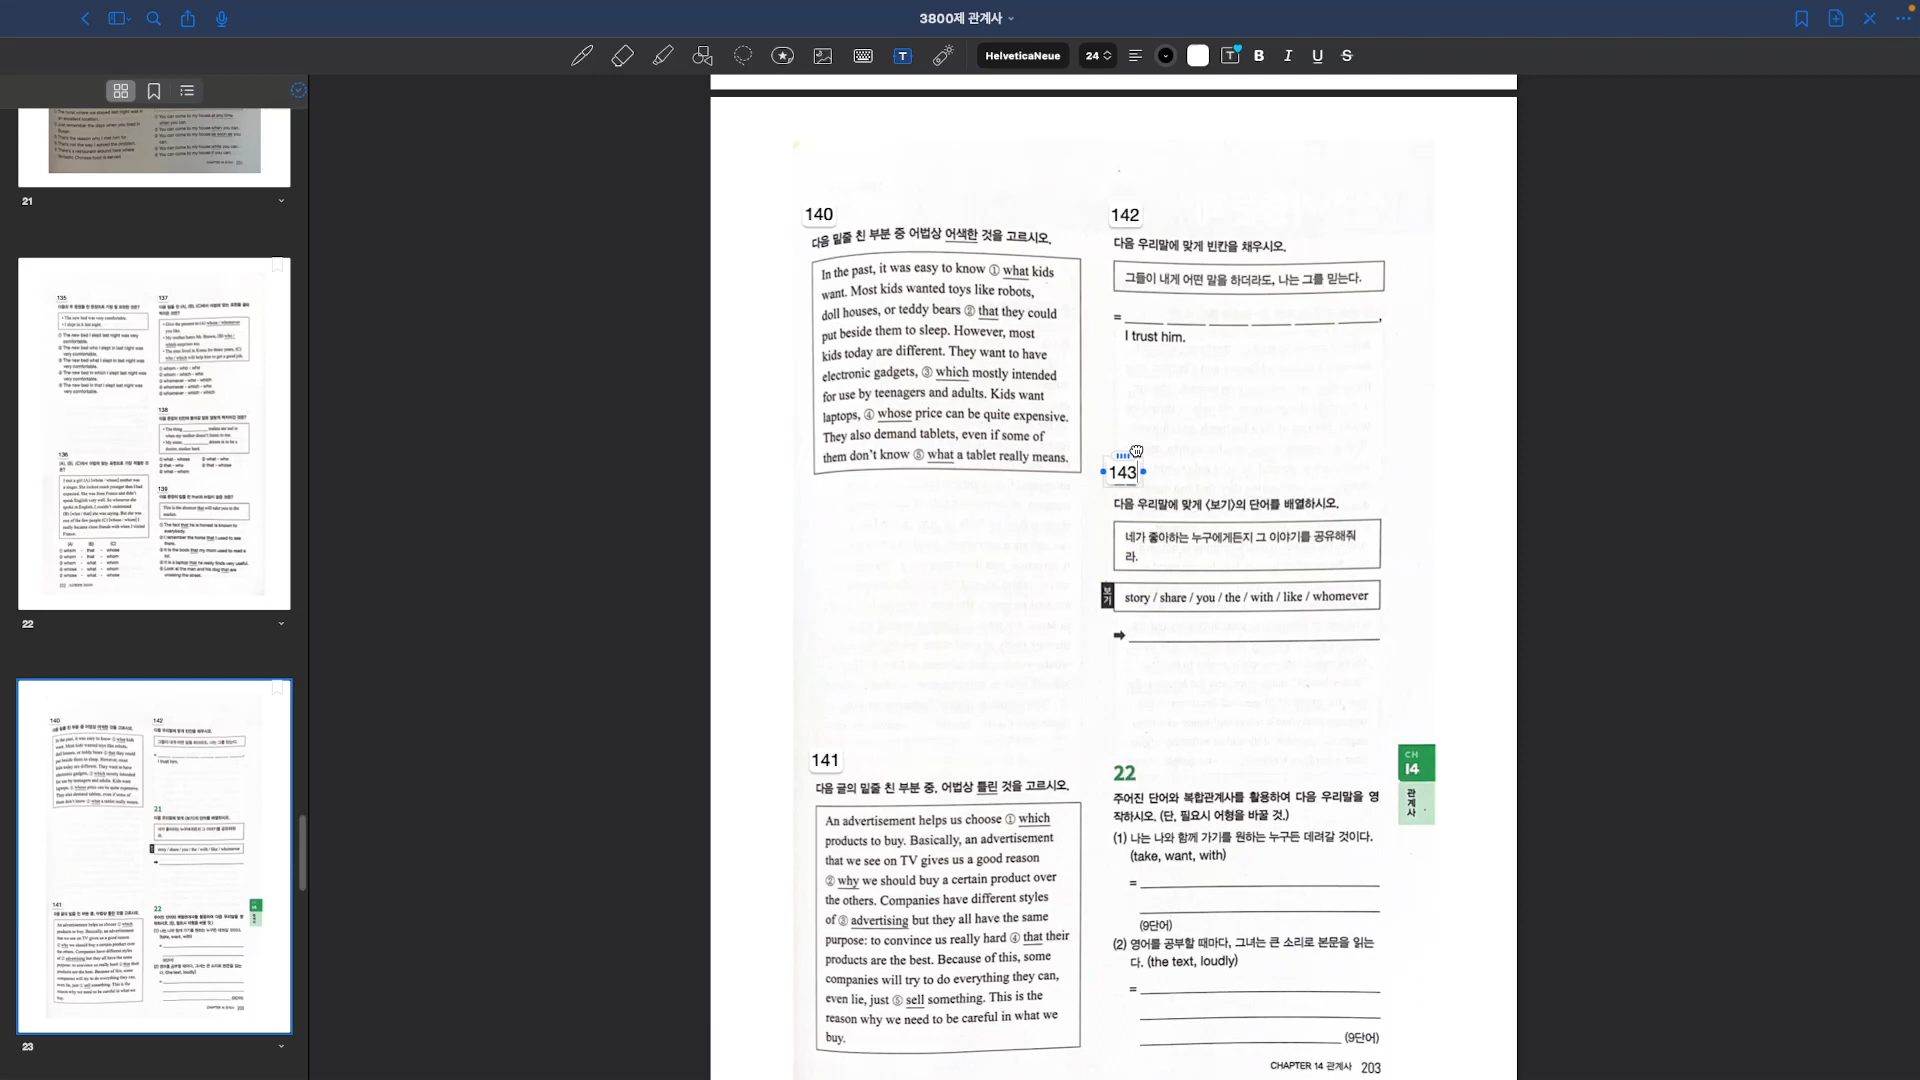 3800제 관계사
HelveticaNeue
24
B I U S
21
22
23
140
다음 밑줄 친 부분 중 어법상 어색한 것을 고르시오.
In the past, it was easy to know ① what kids
want. Most kids wanted toys like robots,
doll houses, or teddy bears ② that they could
put beside them to sleep. However, most
kids today are different. They want to have
electronic gadgets, ③ which mostly intended
for use by teenagers and adults. Kids want
laptops, ④ whose price can be quite expensive.
They also demand tablets, even if some of
them don't know ⑤ what a tablet really means.
141
다음 글의 밑줄 친 부분 중, 어법상 틀린 것을 고르시오.
An advertisement helps us choose ① which
products to buy. Basically, an advertisement
that we see on TV gives us a good reason
② why we should buy a certain product over
the others. Companies have different styles
of ③ advertising but they all have the same
purpose: to convince us really hard ④ that their
products are the best. Because of this, some
companies will try to do everything they can,
even lie, just ⑤ sell something. This is the
reason why we need to be careful in what we
buy.
142
다음 우리말에 맞게 빈칸을 채우시오.
그들이 내게 어떤 말을 하더라도, 나는 그를 믿는다.
= ____ ____ ____ ____ ____ ____,
I trust him.
143
다음 우리말에 맞게 〈보기〉의 단어를 배열하시오.
네가 좋아하는 누구에게든지 그 이야기를 공유해줘
라.
보기
story / share / you / the / with / like / whomever
➡
22
주어진 단어와 복합관계사를 활용하여 다음 우리말을 영
작하시오. (단, 필요시 어형을 바꿀 것.)
(1) 나는 나와 함께 가기를 원하는 누구든 데려갈 것이다.
(take, want, with)
=
(9단어)
(2) 영어를 공부할 때마다, 그녀는 큰 소리로 본문을 읽는
다. (the text, loudly)
=
(9단어)
CH
14
관계사
CHAPTER 14 관계사 203